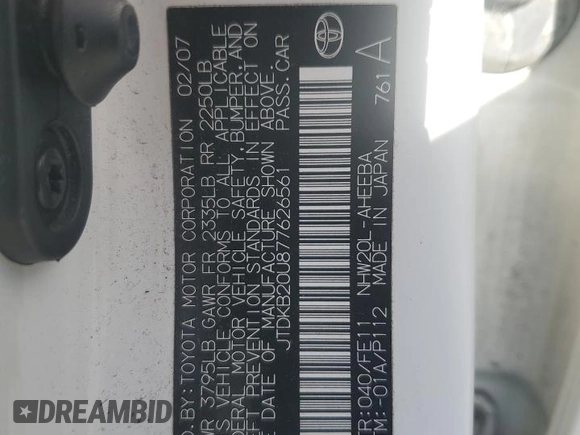 D. BY: TOYOTA MOTOR CORPORATION 02/07
WR 3795LB GAWR FR 2335LB RR 2250LB
S VEHICLE CONFORMS TO ALL APPLICABLE
DERAL MOTOR VEHICLE SAFETY, BUMPER, AND
EFT PREVENTION STANDARDS IN EFFECT ON
E DATE OF MANUFACTURE SHOWN ABOVE.
JTDKB20U877626561 PASS. CAR
TR: 040/FE11 NHW20L-AHEEBA
TM: -01A/P112 MADE IN JAPAN 761
A
DREAMBID